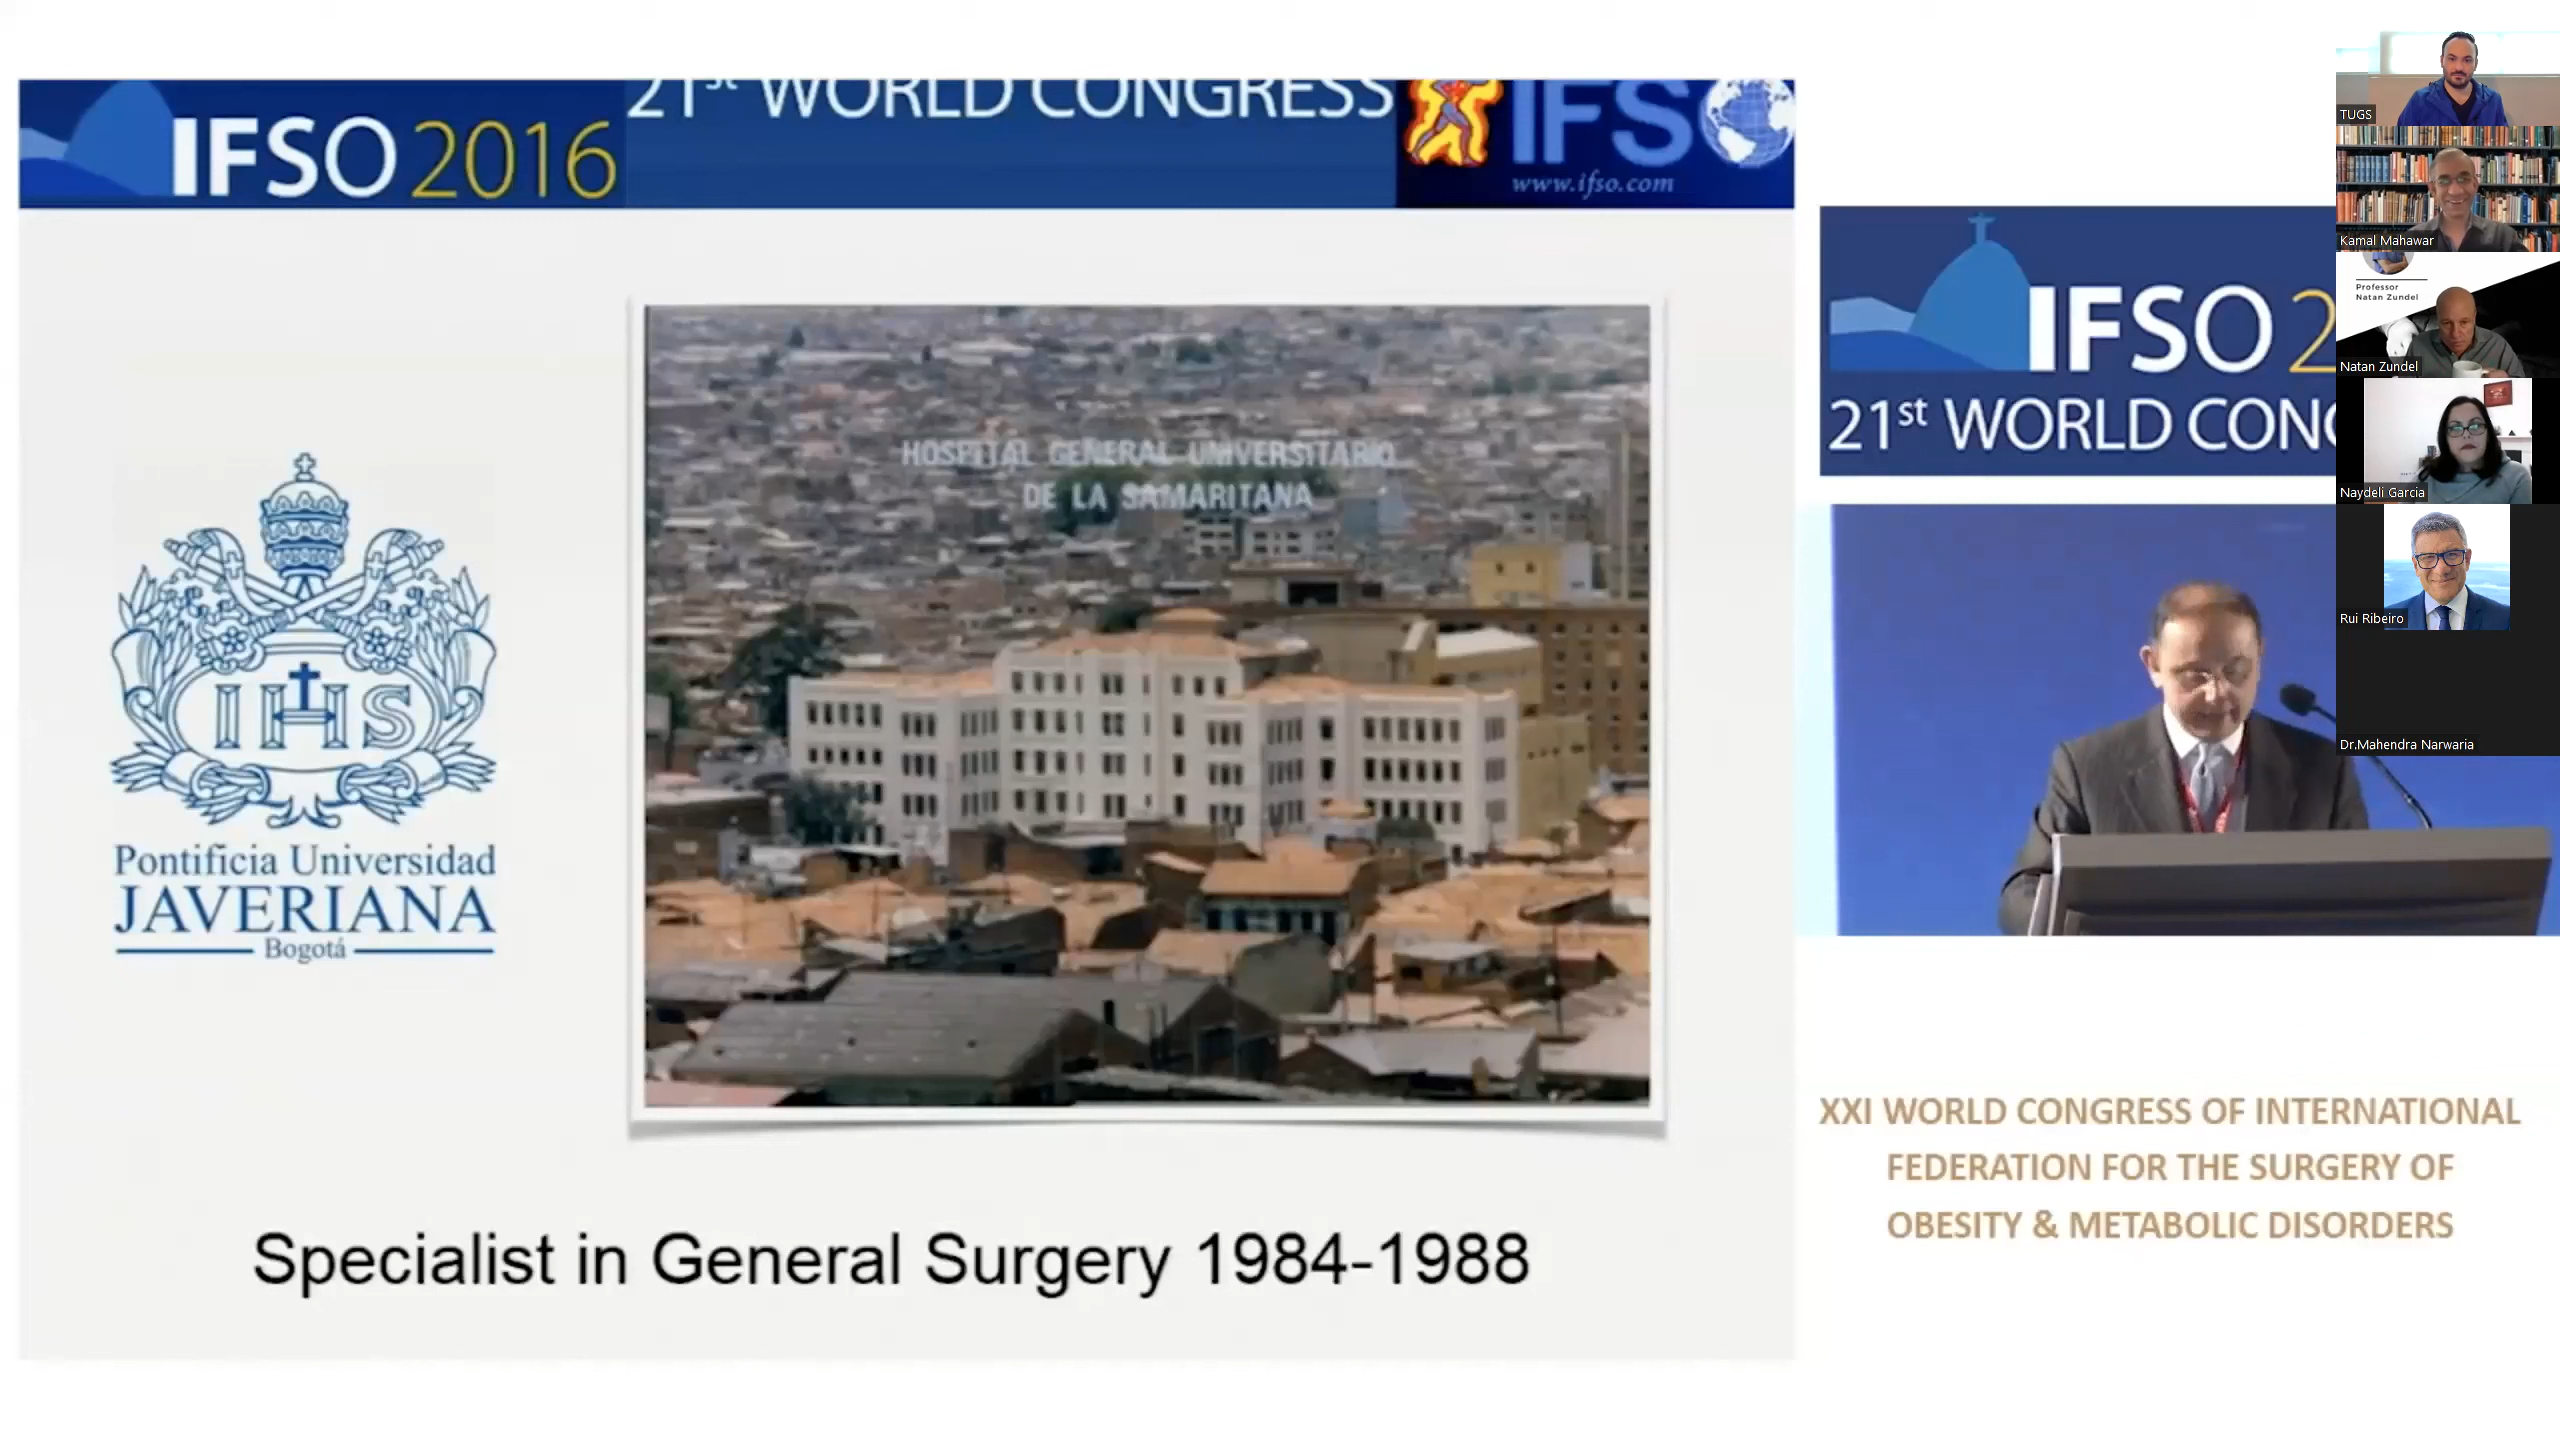 IFSO 2016
21st WORLD CONGRESS
IFSO
www.ifso.com
HOSPITAL GENERAL UNIVERSITARIO
DE LA SAMARITANA
IHS
Pontificia Universidad
JAVERIANA
Bogotá
Specialist in General Surgery 1984-1988
IFSO 2
21st WORLD CONG
XXI WORLD CONGRESS OF INTERNATIONAL
FEDERATION FOR THE SURGERY OF
OBESITY & METABOLIC DISORDERS
TUGS
Kamal Mahawar
Professor
Natan Zundel
Natan Zundel
Naydeli Garcia
Rui Ribeiro
Dr.Mahendra Narwaria